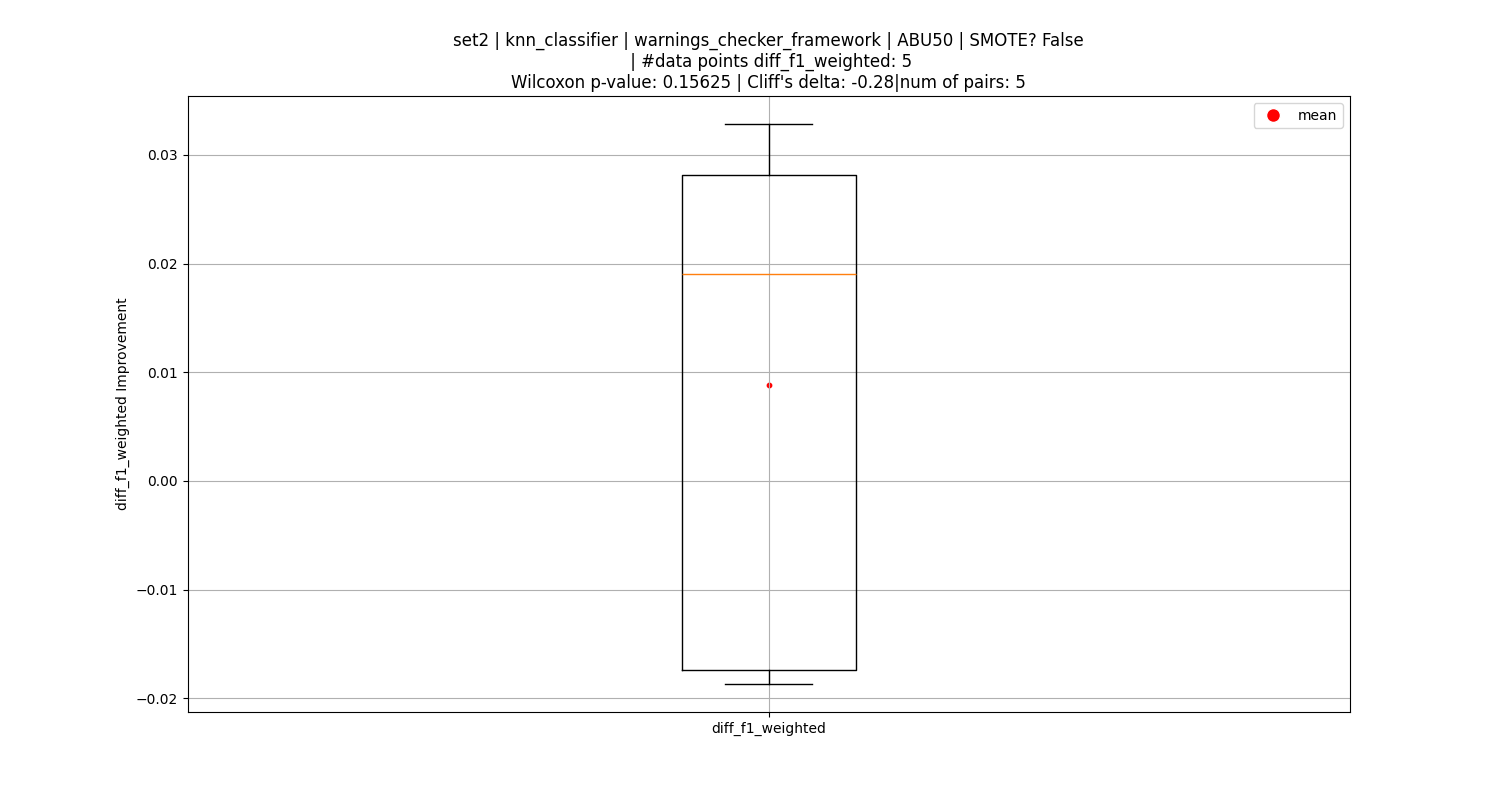 set2 | knn_classifier | warnings_checker_framework | ABU50 | SMOTE? False
| #data points diff_f1_weighted: 5
Wilcoxon p-value: 0.15625 | Cliff's delta: -0.28|num of pairs: 5
mean
0.03
0.02
0.01
0.00
−0.01
−0.02
diff_f1_weighted Improvement
diff_f1_weighted